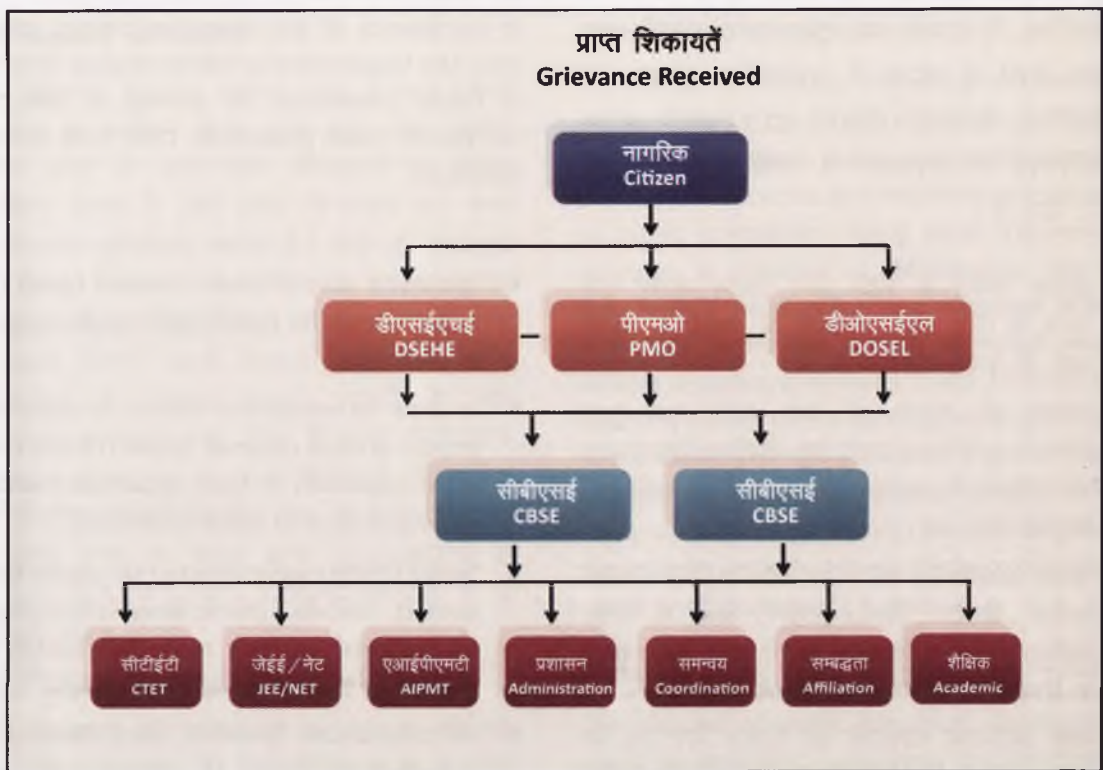 प्राप्त शिकायतें
Grievance Received
नागरिक
Citizen
डीएसईएचई
DSEHE
पीएमओ
PMO
डीओएसईएल
DOSEL
सीबीएसई
CBSE
सीबीएसई
CBSE
सीटीईटी
CTET
जेईई/नेट
JEE/NET
एआईपीएमटी
AIPMT
प्रशासन
Administration
समन्वय
Coordination
सम्बद्धता
Affiliation
शैक्षिक
Academic